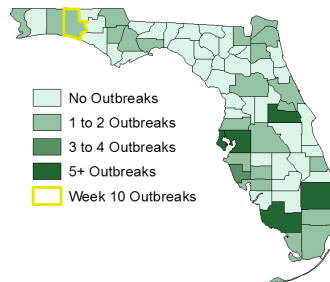 No Outbreaks
1 to 2 Outbreaks
3 to 4 Outbreaks
5+ Outbreaks
Week 10 Outbreaks